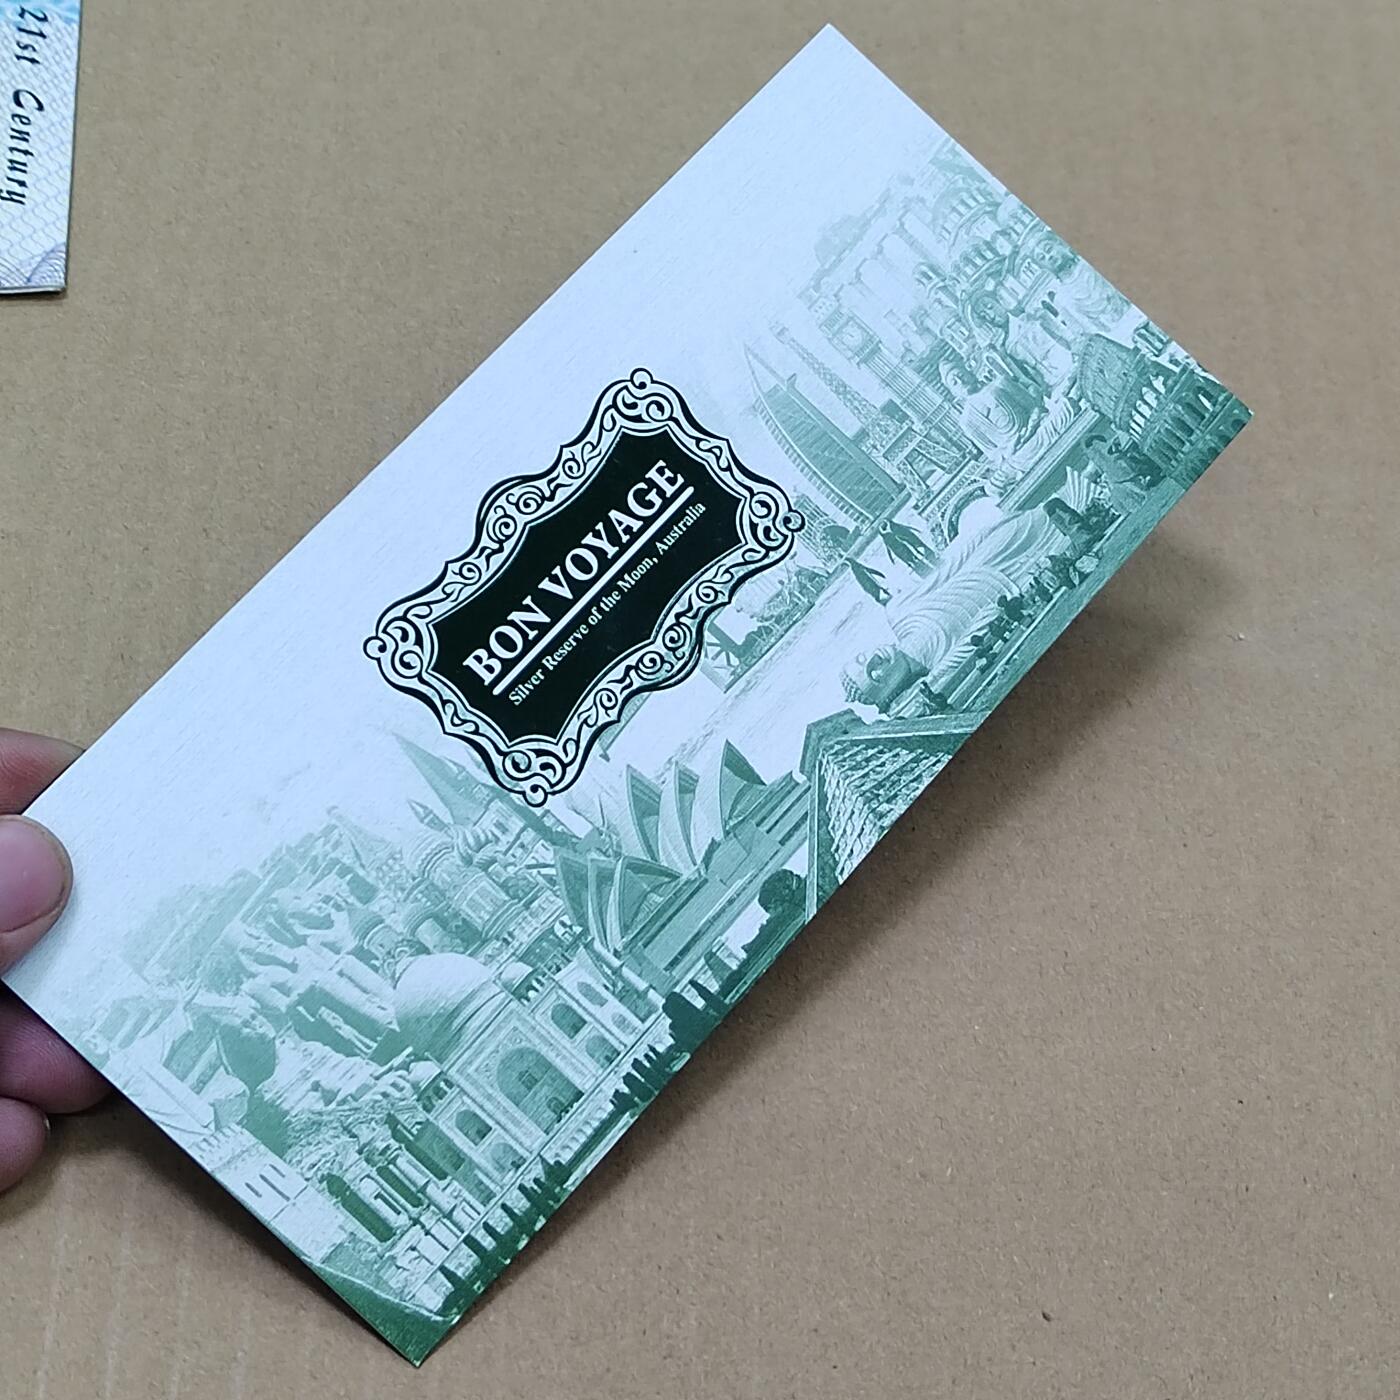 21st Century
BON VOYAGE
Silver Reserve of the Moon, Australia